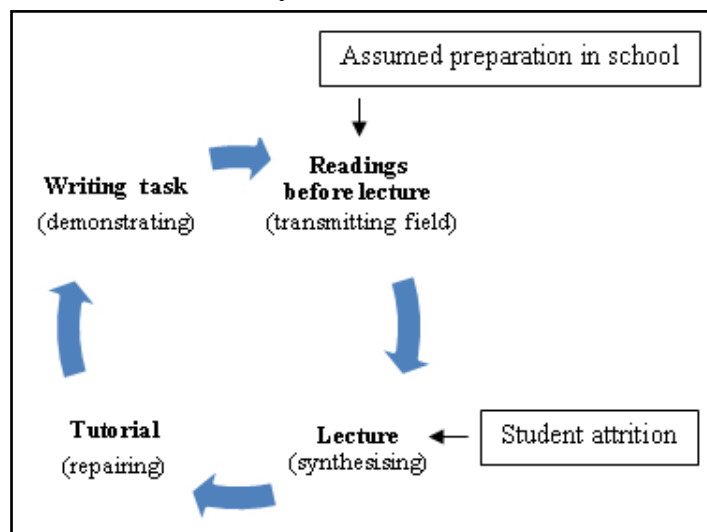 Assumed preparation in school
Readings
before lecture
(transmitting field)
Writing task
(demonstrating)
Tutorial
(repairing)
Lecture
(synthesising)
Student attrition